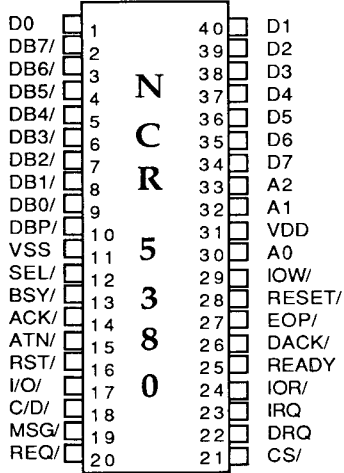 D0 1 40 D1
DB7/ 2 39 D2
DB6/ 3 38 D3
DB5/ 4 37 D4
DB4/ 5 36 D5
DB3/ 6 35 D6
DB2/ 7 34 D7
DB1/ 8 33 A2
DB0/ 9 32 A1
DBP/ 10 31 VDD
VSS 11 30 A0
SEL/ 12 29 IOW/
BSY/ 13 28 RESET/
ACK/ 14 27 EOP/
ATN/ 15 26 DACK/
RST/ 16 25 READY
I/O/ 17 24 IOR/
C/D/ 18 23 IRQ
MSG/ 19 22 DRQ
REQ/ 20 21 CS/
NCR 5380